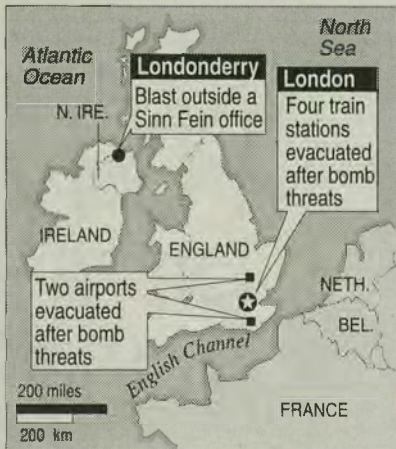 Atlantic
Ocean
North
Sea
Londonderry
Blast outside a
Sinn Fein office
London
Four train
stations
evacuated
after bomb
threats
N. IRE.
IRELAND
ENGLAND
Two airports
evacuated
after bomb
threats
NETH.
BEL.
English Channel
FRANCE
200 miles
200 km